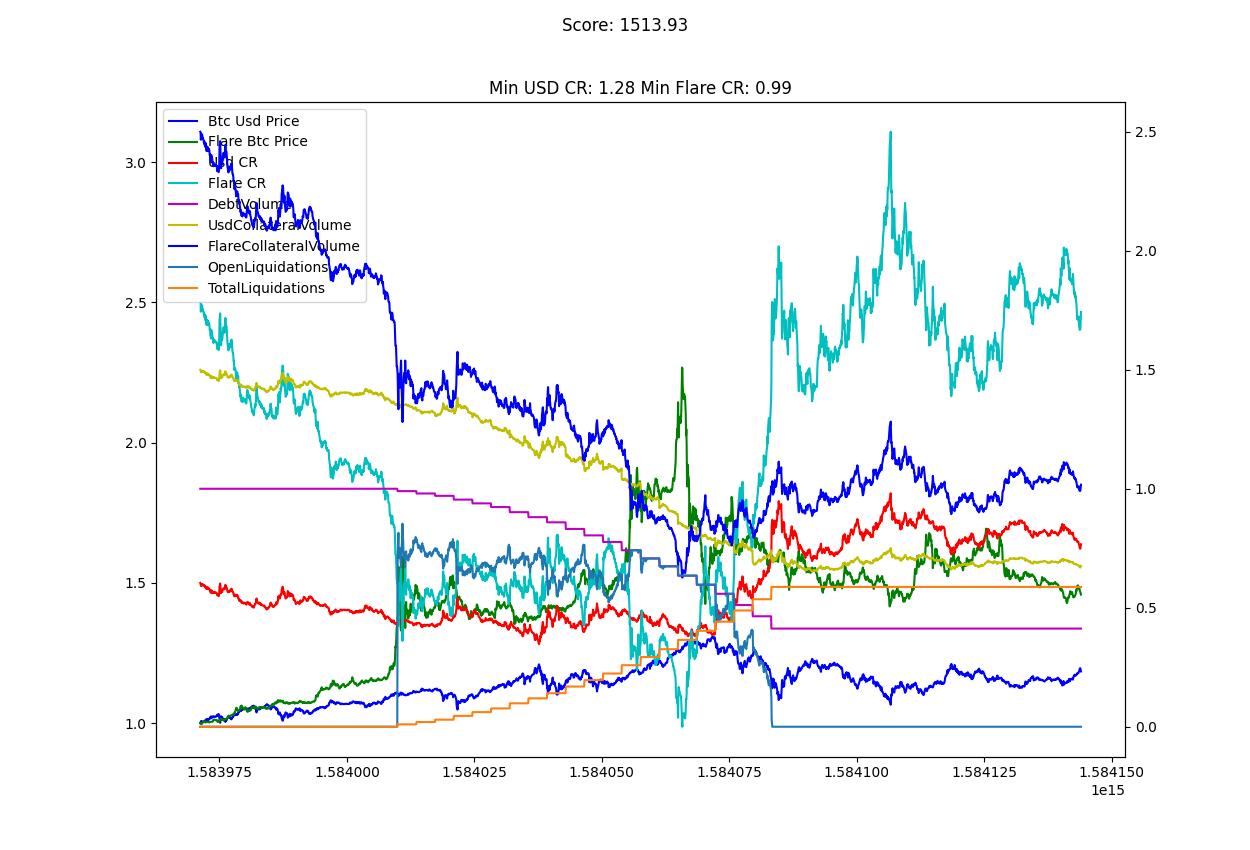 Score: 1513.93
Min USD CR: 1.28 Min Flare CR: 0.99
Btc Usd Price
Flare Btc Price
Usd CR
Flare CR
DebtVolume
UsdCollateralVolume
FlareCollateralVolume
OpenLiquidations
TotalLiquidations
3.0
2.5
2.0
1.5
1.0
2.5
2.0
1.5
1.0
0.5
0.0
1.583975 1.584000 1.584025 1.584050 1.584075 1.584100 1.584125 1.584150
1e15